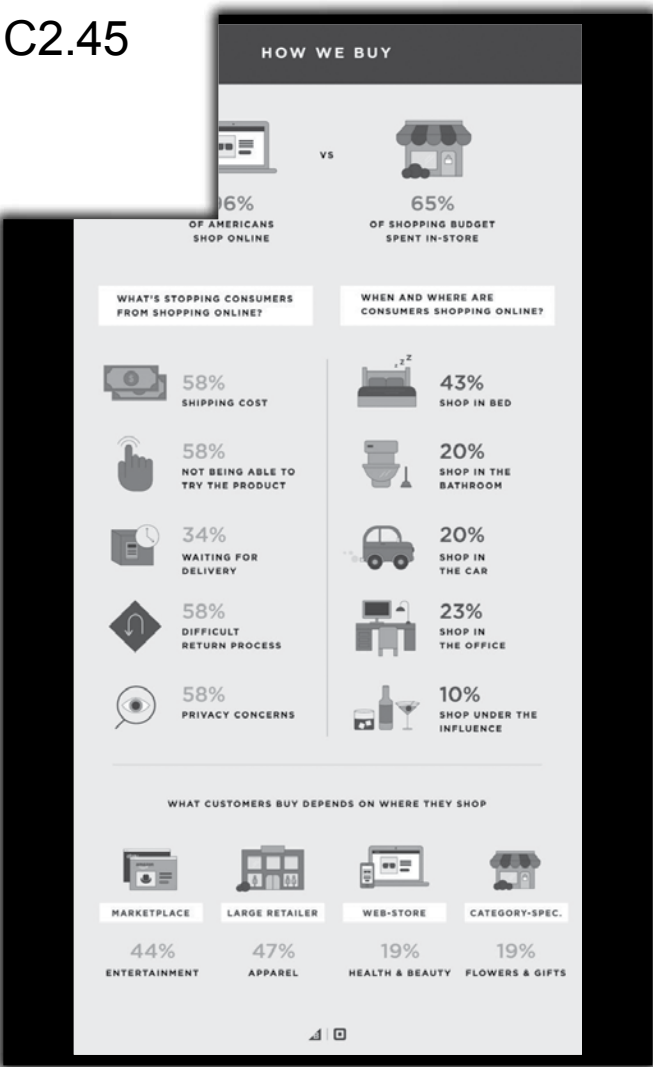 C2.45
HOW WE BUY
VS
96%
OF AMERICANS
SHOP ONLINE
65%
OF SHOPPING BUDGET
SPENT IN-STORE
WHAT'S STOPPING CONSUMERS
FROM SHOPPING ONLINE?
58%
SHIPPING COST
58%
NOT BEING ABLE TO
TRY THE PRODUCT
34%
WAITING FOR
DELIVERY
58%
DIFFICULT
RETURN PROCESS
58%
PRIVACY CONCERNS
WHEN AND WHERE ARE
CONSUMERS SHOPPING ONLINE?
z z Z
43%
SHOP IN BED
20%
SHOP IN THE
BATHROOM
20%
SHOP IN
THE CAR
23%
SHOP IN
THE OFFICE
10%
SHOP UNDER THE
INFLUENCE
WHAT CUSTOMERS BUY DEPENDS ON WHERE THEY SHOP
MARKETPLACE
44%
ENTERTAINMENT
LARGE RETAILER
47%
APPAREL
WEB-STORE
19%
HEALTH & BEAUTY
CATEGORY-SPEC.
19%
FLOWERS & GIFTS